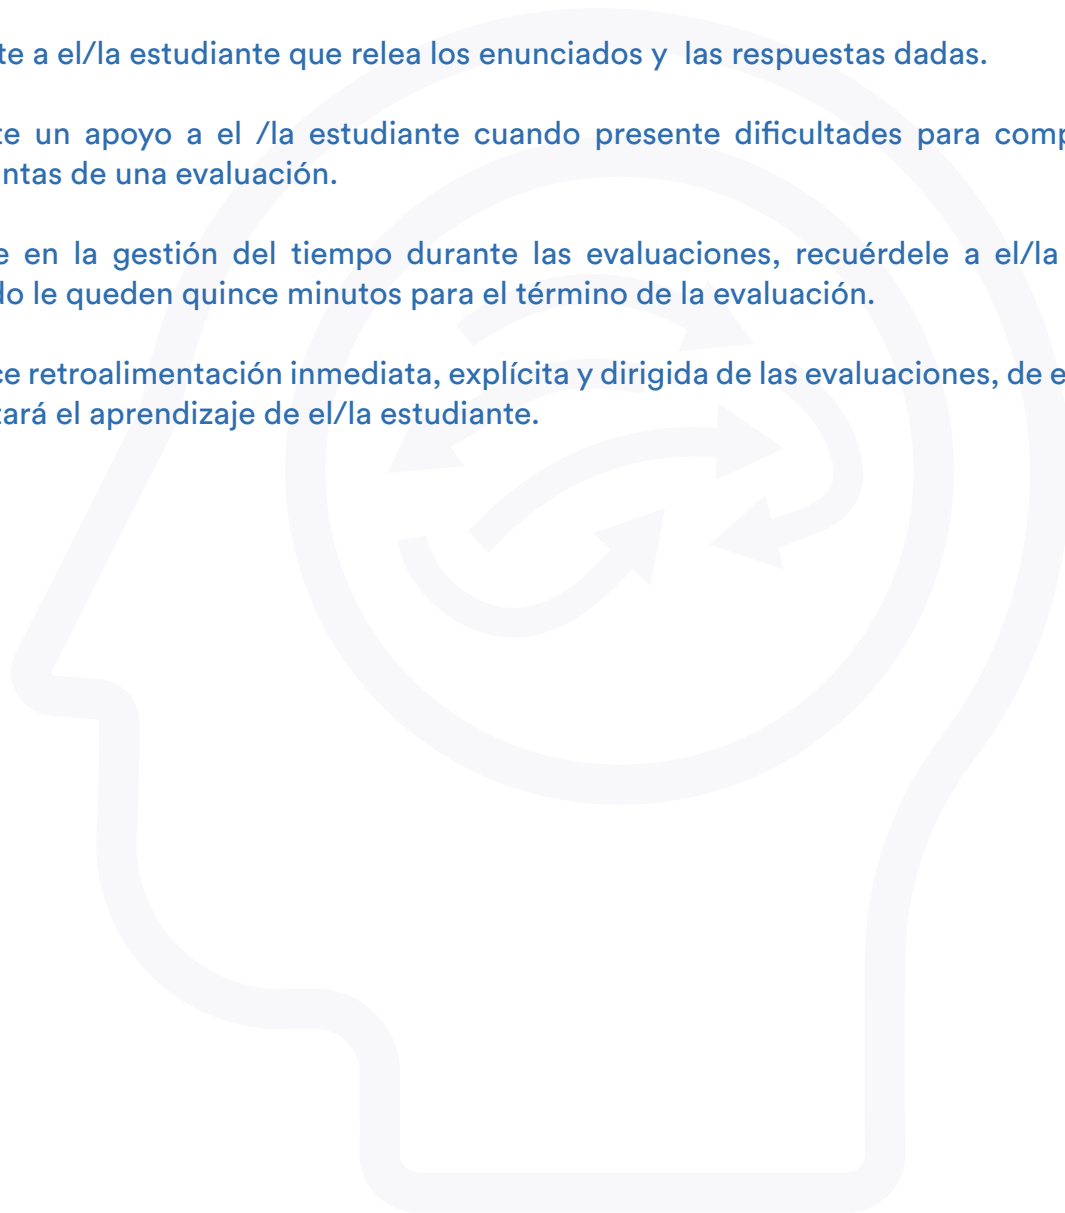 te a el/la estudiante que relea los enunciados y las respuestas dadas.
te un apoyo a el /la estudiante cuando presente dificultades para comp
ntas de una evaluación.
e en la gestión del tiempo durante las evaluaciones, recuérdele a el/la
do le queden quince minutos para el término de la evaluación.
ce retroalimentación inmediata, explícita y dirigida de las evaluaciones, de e
tará el aprendizaje de el/la estudiante.